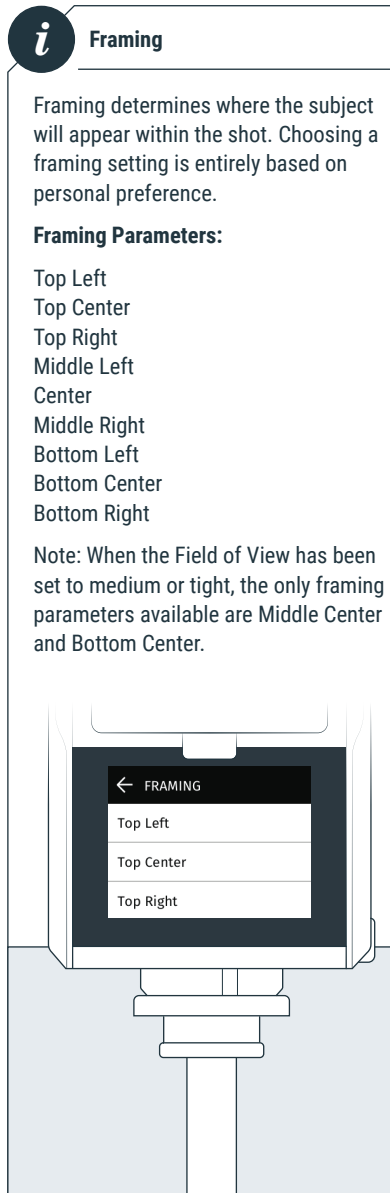 i
Framing
Framing determines where the subject
will appear within the shot. Choosing a
framing setting is entirely based on
personal preference.
Framing Parameters:
Top Left
Top Center
Top Right
Middle Left
Center
Middle Right
Bottom Left
Bottom Center
Bottom Right
Note: When the Field of View has been
set to medium or tight, the only framing
parameters available are Middle Center
and Bottom Center.
← FRAMING
Top Left
Top Center
Top Right